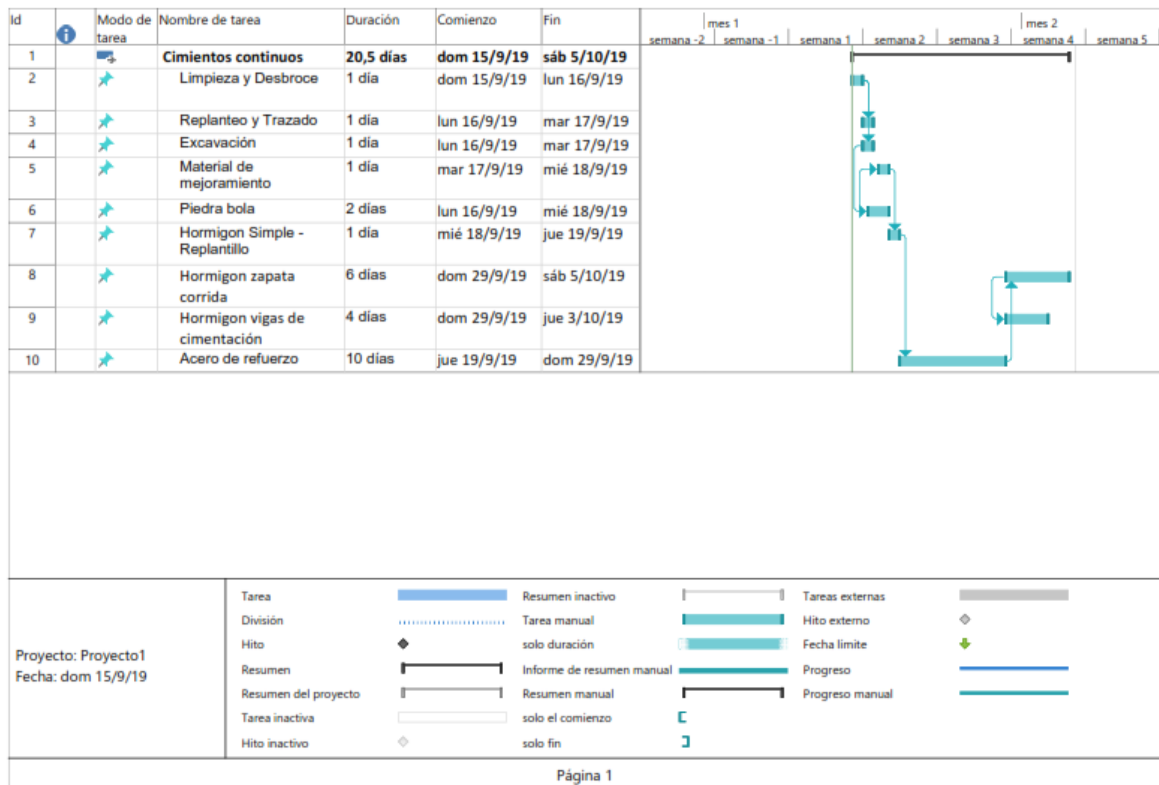 Id Modo de tarea Nombre de tarea Duración Comienzo Fin mes 1 mes 2
semana -2 semana -1 semana 1 semana 2 semana 3 semana 4 semana 5
1 Cimientos continuos 20,5 días dom 15/9/19 sáb 5/10/19
2 Limpieza y Desbroce 1 día dom 15/9/19 lun 16/9/19
3 Replanteo y Trazado 1 día lun 16/9/19 mar 17/9/19
4 Excavación 1 día lun 16/9/19 mar 17/9/19
5 Material de mejoramiento 1 día mar 17/9/19 mié 18/9/19
6 Piedra bola 2 días lun 16/9/19 mié 18/9/19
7 Hormigon Simple - Replantillo 1 día mié 18/9/19 jue 19/9/19
8 Hormigon zapata corrida 6 días dom 29/9/19 sáb 5/10/19
9 Hormigon vigas de cimentación 4 días dom 29/9/19 jue 3/10/19
10 Acero de refuerzo 10 días jue 19/9/19 dom 29/9/19
Proyecto: Proyecto1
Fecha: dom 15/9/19
Tarea Resumen inactivo Tareas externas
División Tarea manual Hito externo
Hito solo duración Fecha límite
Resumen Informe de resumen manual Progreso
Resumen del proyecto Resumen manual Progreso manual
Tarea inactiva solo el comienzo
Hito inactivo solo fin
Página 1